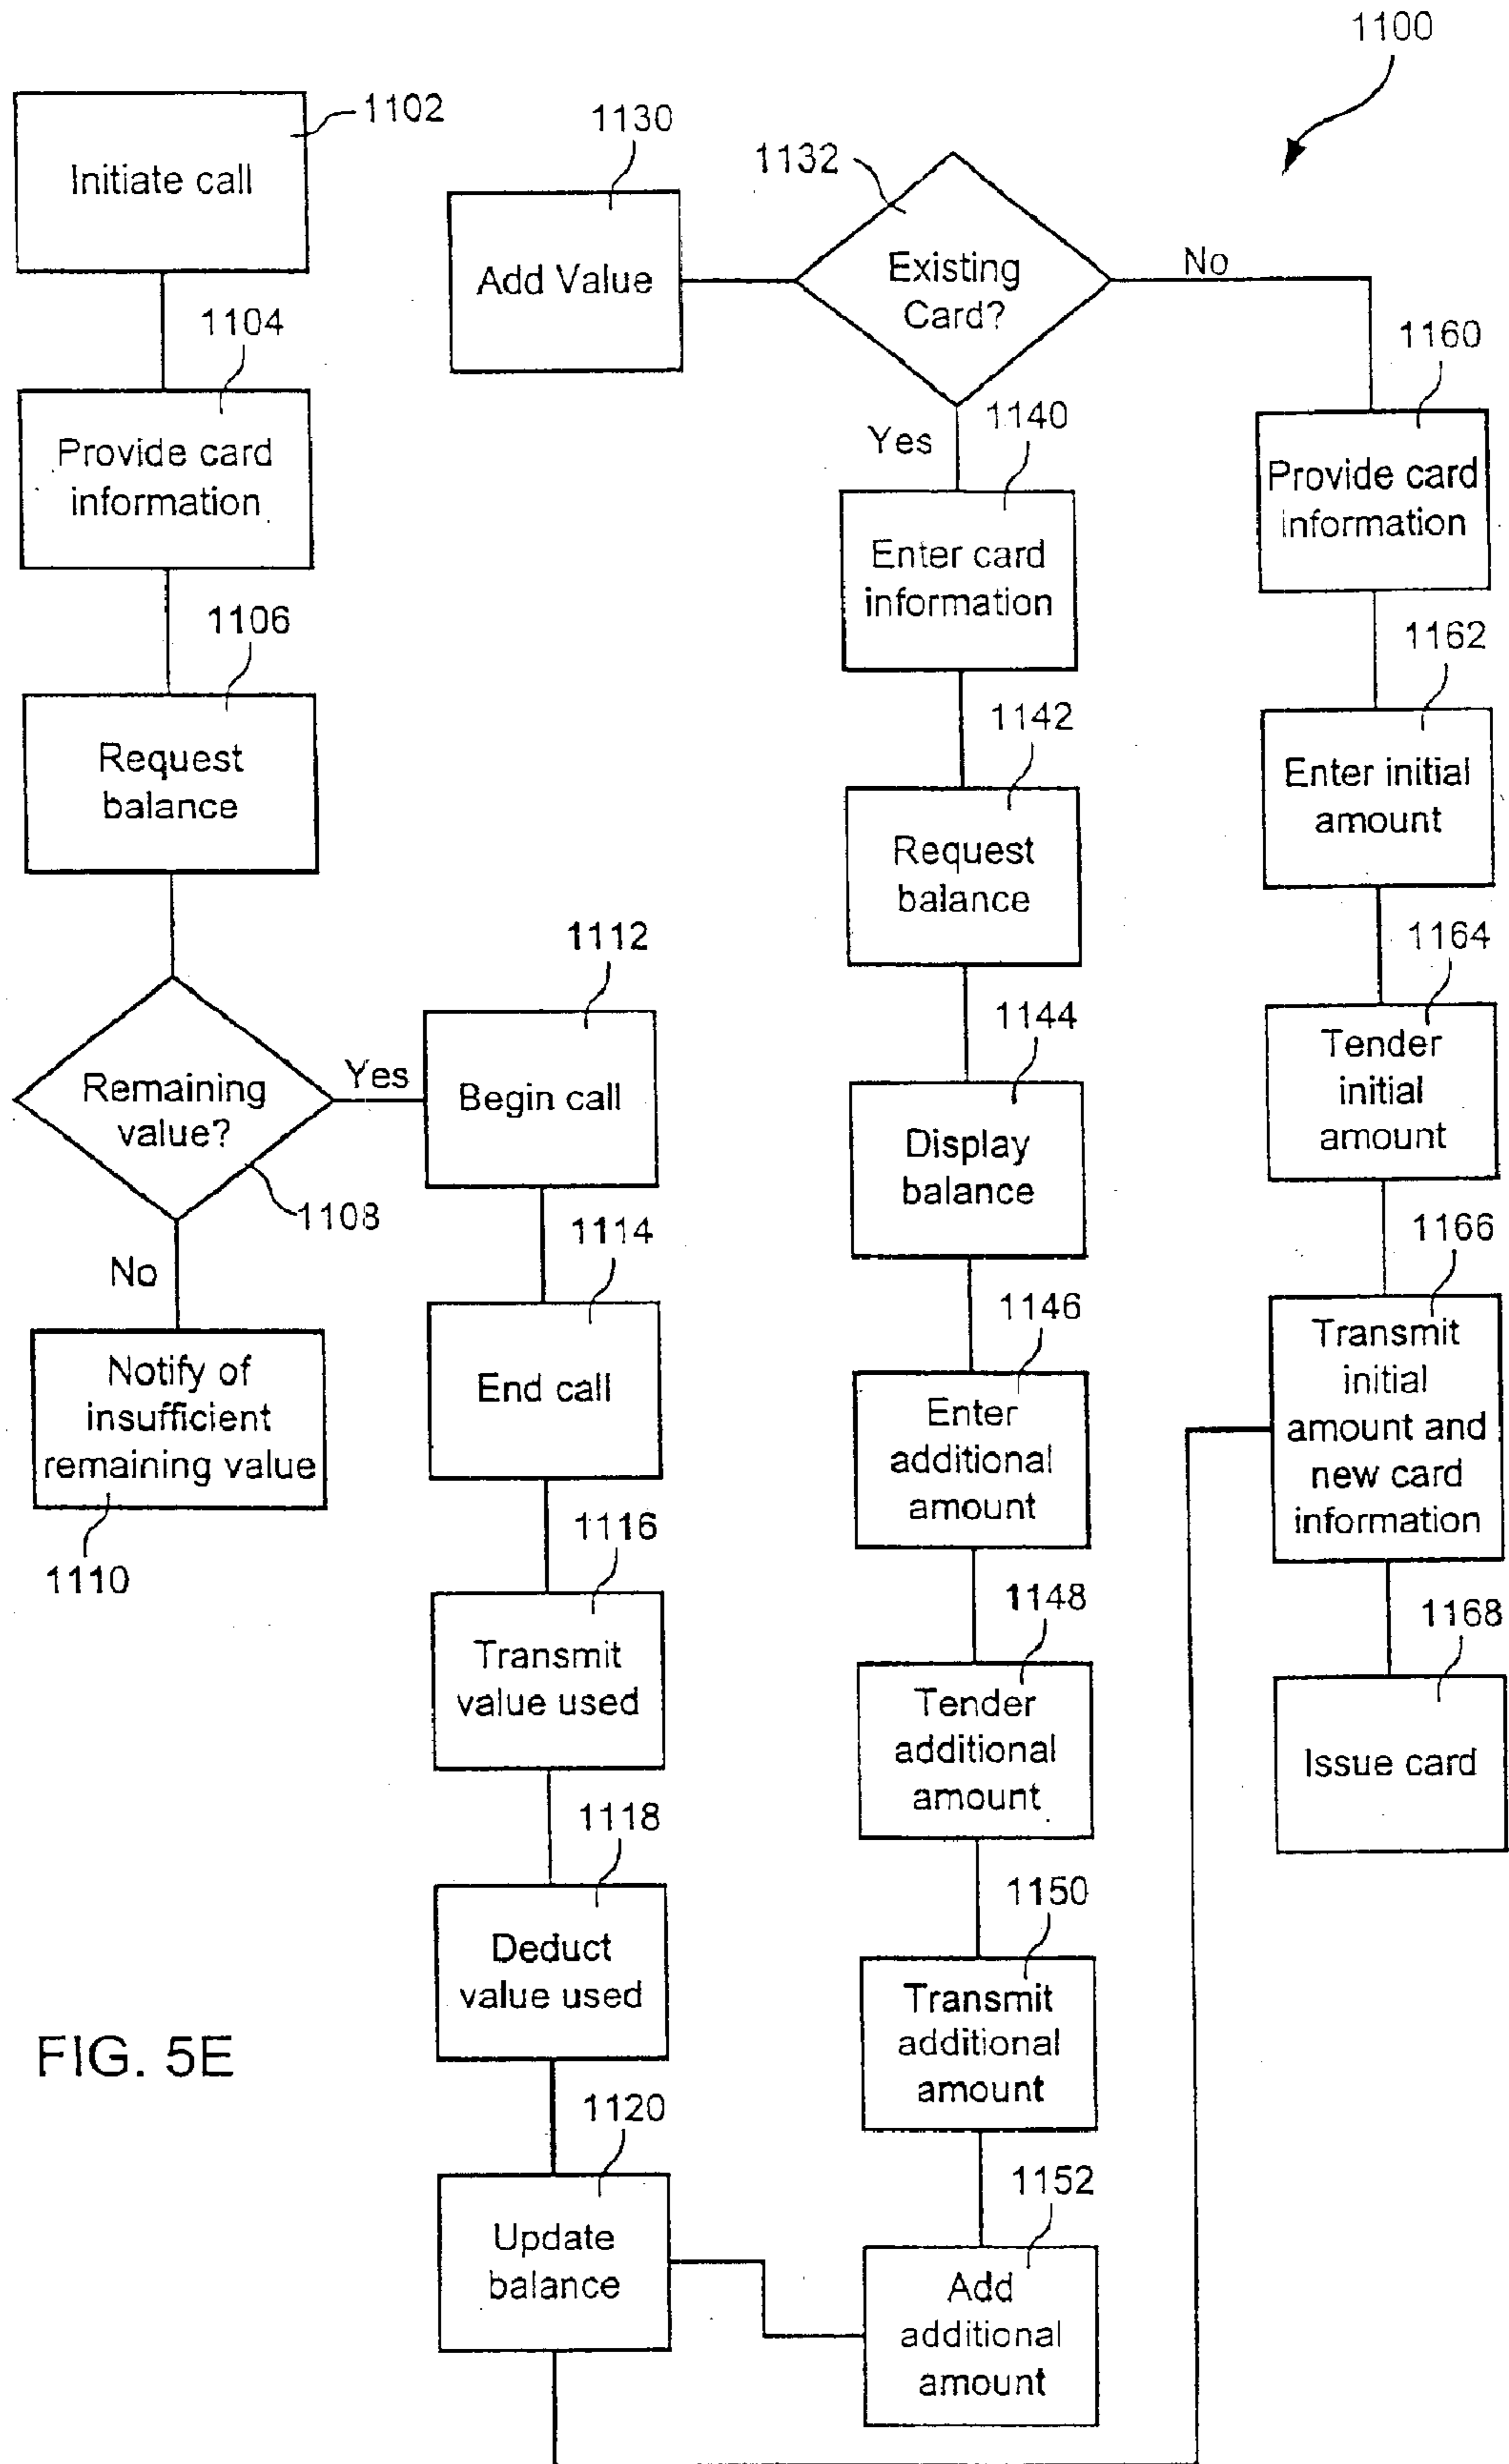 1100
1102
Initiate call
1104
Provide card
information
1106
Request
balance
Remaining
value?
1108
Yes
No
Notify of
insufficient
remaining value
1110
1112
Begin call
1114
End call
1116
Transmit
value used
1118
Deduct
value used
1120
Update
balance
1130
Add Value
1132
Existing
Card?
No
Yes
1140
Enter card
information
1142
Request
balance
1144
Display
balance
1146
Enter
additional
amount
1148
Tender
additional
amount
1150
Transmit
additional
amount
1152
Add
additional
amount
1160
Provide card
information
1162
Enter initial
amount
1164
Tender
initial
amount
1166
Transmit
initial
amount and
new card
information
1168
Issue card
FIG. 5E